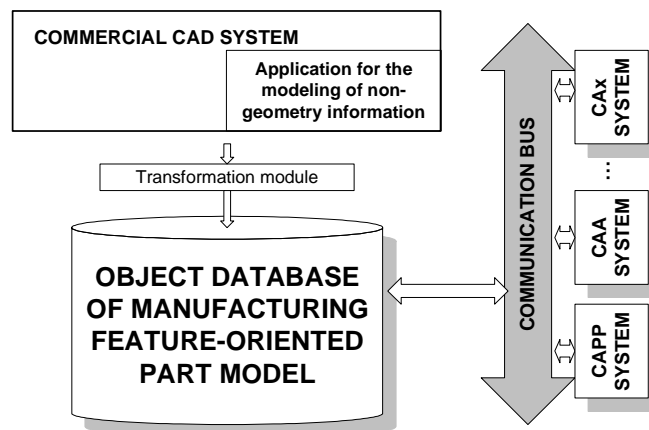 COMMERCIAL CAD SYSTEM
Application for the
modeling of non-
geometry information
Transformation module
OBJECT DATABASE
OF MANUFACTURING
FEATURE-ORIENTED
PART MODEL
COMMUNICATION BUS
CAx
SYSTEM
...
CAA
SYSTEM
CAPP
SYSTEM